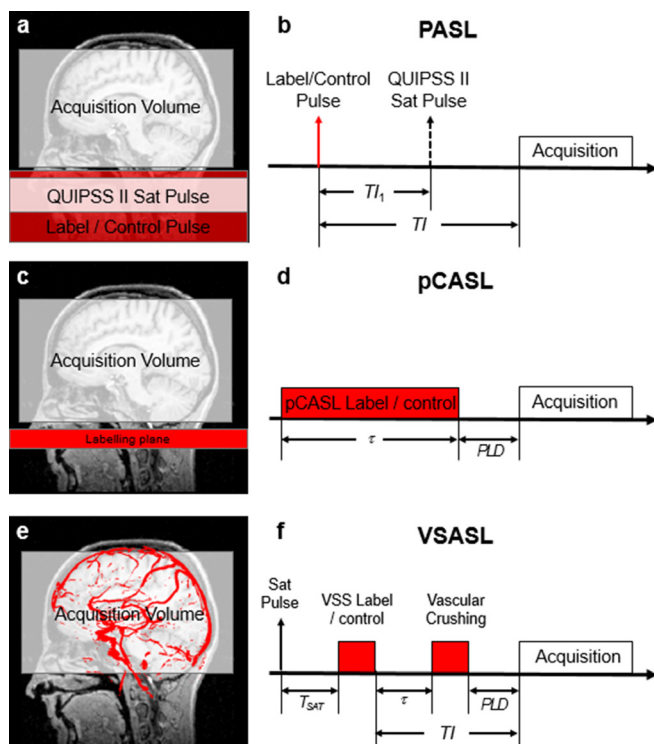 a
Acquisition Volume
QUIPSS II Sat Pulse
Label / Control Pulse
b
PASL
Label/Control
Pulse
QUIPSS II
Sat Pulse
Acquisition
TI1
TI
c
Acquisition Volume
Labelling plane
d
pCASL
pCASL Label / control
Acquisition
τ
PLD
e
Acquisition Volume
f
VSASL
Sat
Pulse
VSS Label
/ control
Vascular
Crushing
Acquisition
TSAT
τ
PLD
TI